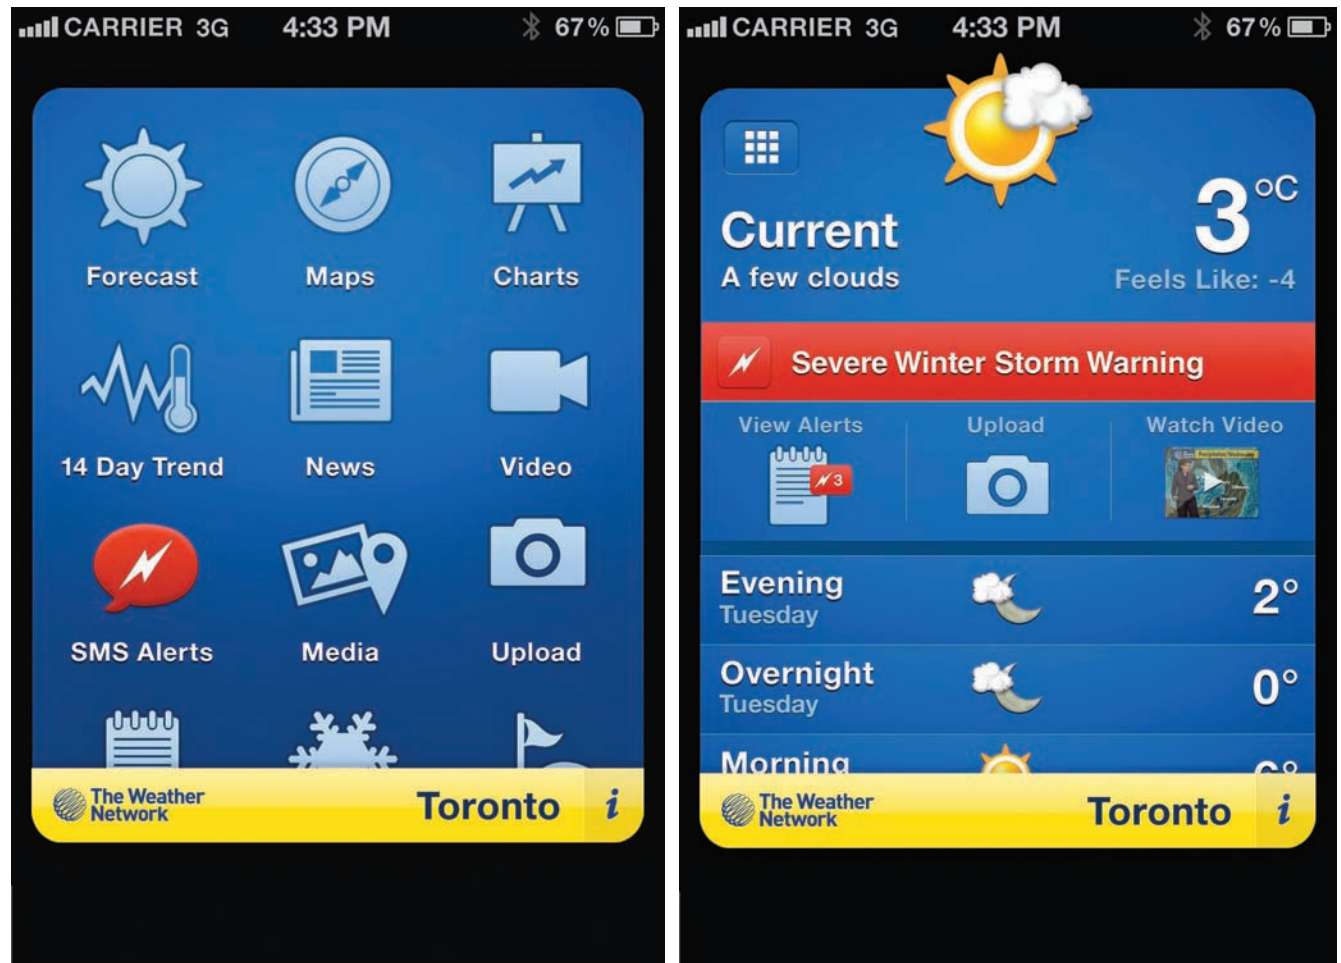 CARRIER 3G 4:33 PM 67%
Forecast Maps Charts
14 Day Trend News Video
SMS Alerts Media Upload
The Weather
Network
Toronto i
CARRIER 3G 4:33 PM 67%
3°C
Current
A few clouds
Feels Like: -4
Severe Winter Storm Warning
View Alerts Upload Watch Video
3
Evening
Tuesday
2°
Overnight
Tuesday
0°
Morning
The Weather
Network
Toronto i